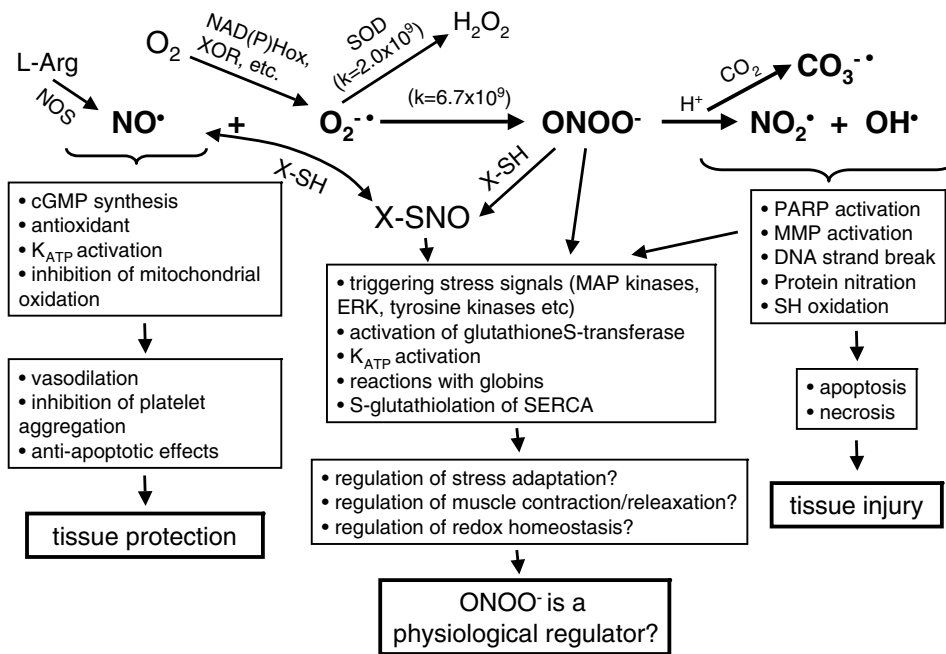 O2
NAD(P)Hox,
XOR, etc.
SOD
(k=2.0x10^9)
H2O2
L-Arg
NOS
NO• + O2-•
(k=6.7x10^9)
ONOO-
H+
CO2
CO3-•
NO2• + OH•
X-SH
X-SH
X-SNO
• cGMP synthesis
• antioxidant
• KATP activation
• inhibition of mitochondrial
oxidation
• vasodilation
• inhibition of platelet
aggregation
• anti-apoptotic effects
tissue protection
• triggering stress signals (MAP kinases,
ERK, tyrosine kinases etc)
• activation of glutathioneS-transferase
• KATP activation
• reactions with globins
• S-glutathiolation of SERCA
• regulation of stress adaptation?
• regulation of muscle contraction/releaxation?
• regulation of redox homeostasis?
ONOO- is a
physiological regulator?
• PARP activation
• MMP activation
• DNA strand break
• Protein nitration
• SH oxidation
• apoptosis
• necrosis
tissue injury